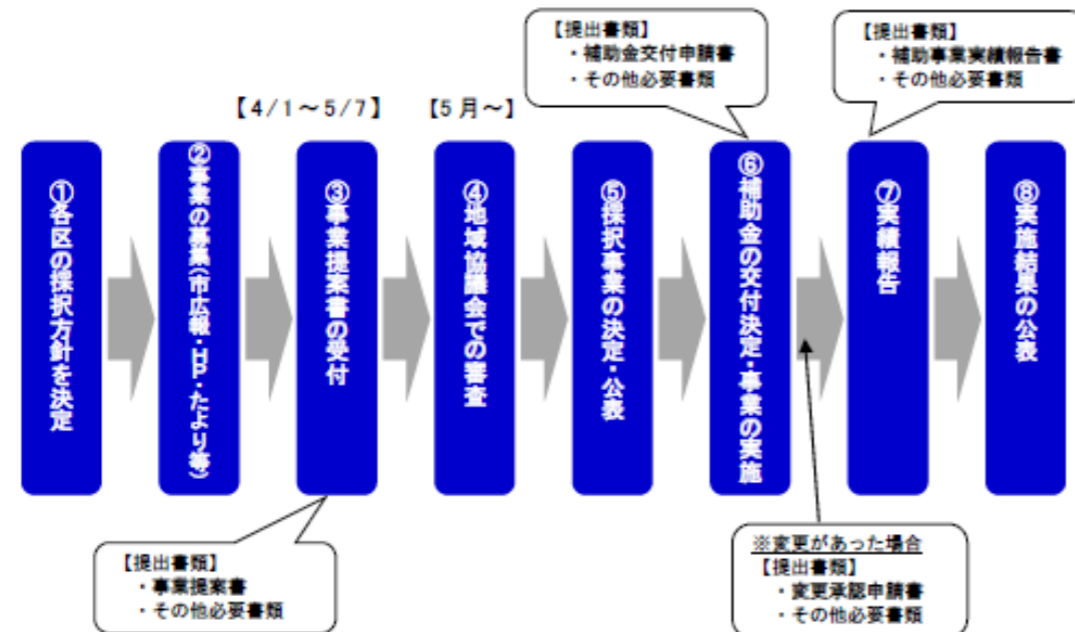 【提出書類】
・補助金交付申請書
・その他必要書類
【提出書類】
・補助事業実績報告書
・その他必要書類
【4/1～5/7】
【5月～】
①各区の採択方針を決定
②事業の募集(市広報・HP・たより等)
③事業提案書の受付
④地域協議会での審査
⑤採択事業の決定・公表
⑥補助金の交付決定・事業の実施
⑦実績報告
⑧実施結果の公表
【提出書類】
・事業提案書
・その他必要書類
※変更があった場合
【提出書類】
・変更承認申請書
・その他必要書類